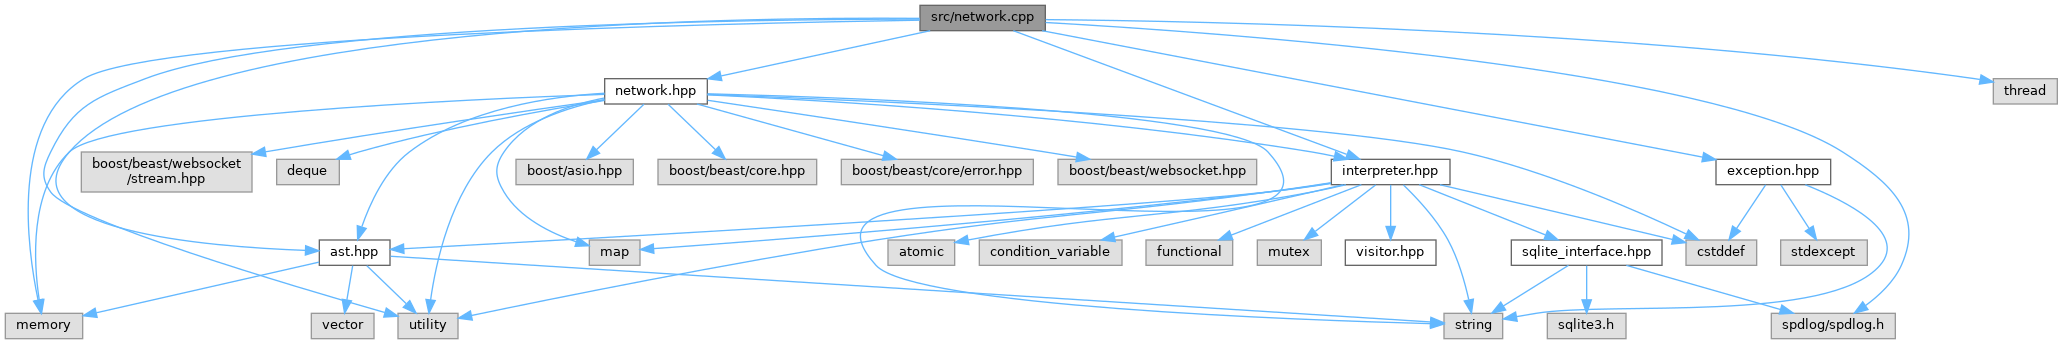 src/network.cpp
network.hpp
thread
boost/beast/websocket
/stream.hpp
deque
boost/asio.hpp
boost/beast/core.hpp
boost/beast/core/error.hpp
boost/beast/websocket.hpp
interpreter.hpp
exception.hpp
ast.hpp
map
atomic
condition_variable
functional
mutex
visitor.hpp
sqlite_interface.hpp
cstddef
stdexcept
memory
vector
utility
string
sqlite3.h
spdlog/spdlog.h